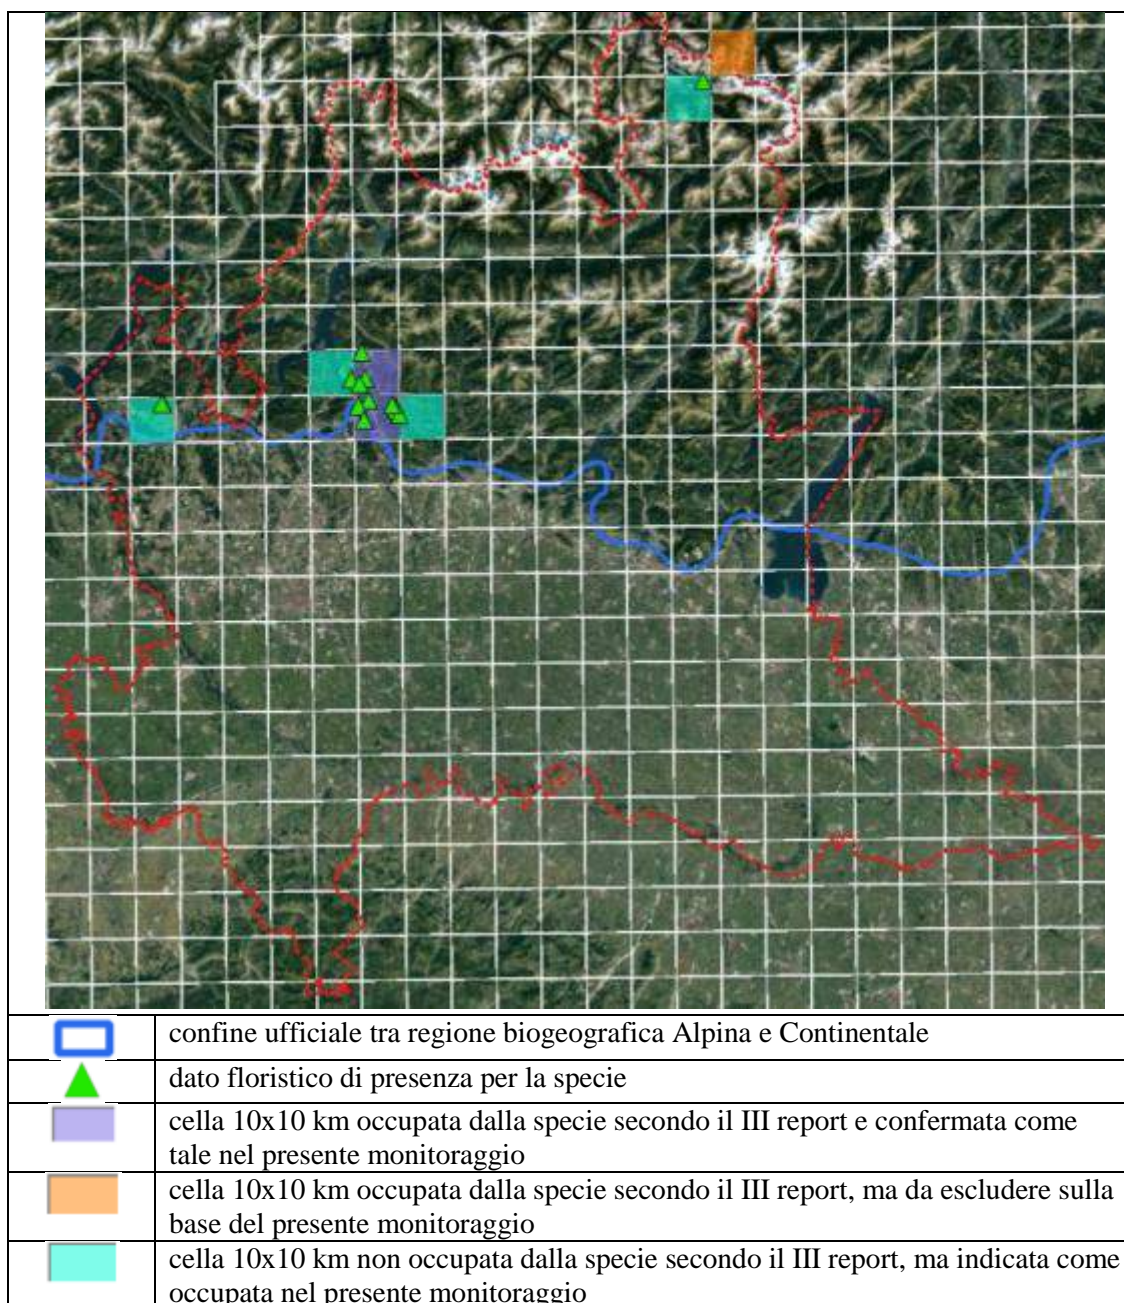 confine ufficiale tra regione biogeografica Alpina e Continentale
dato floristico di presenza per la specie
cella 10x10 km occupata dalla specie secondo il III report e confermata come
tale nel presente monitoraggio
cella 10x10 km occupata dalla specie secondo il III report, ma da escludere sulla
base del presente monitoraggio
cella 10x10 km non occupata dalla specie secondo il III report, ma indicata come
occupata nel presente monitoraggio